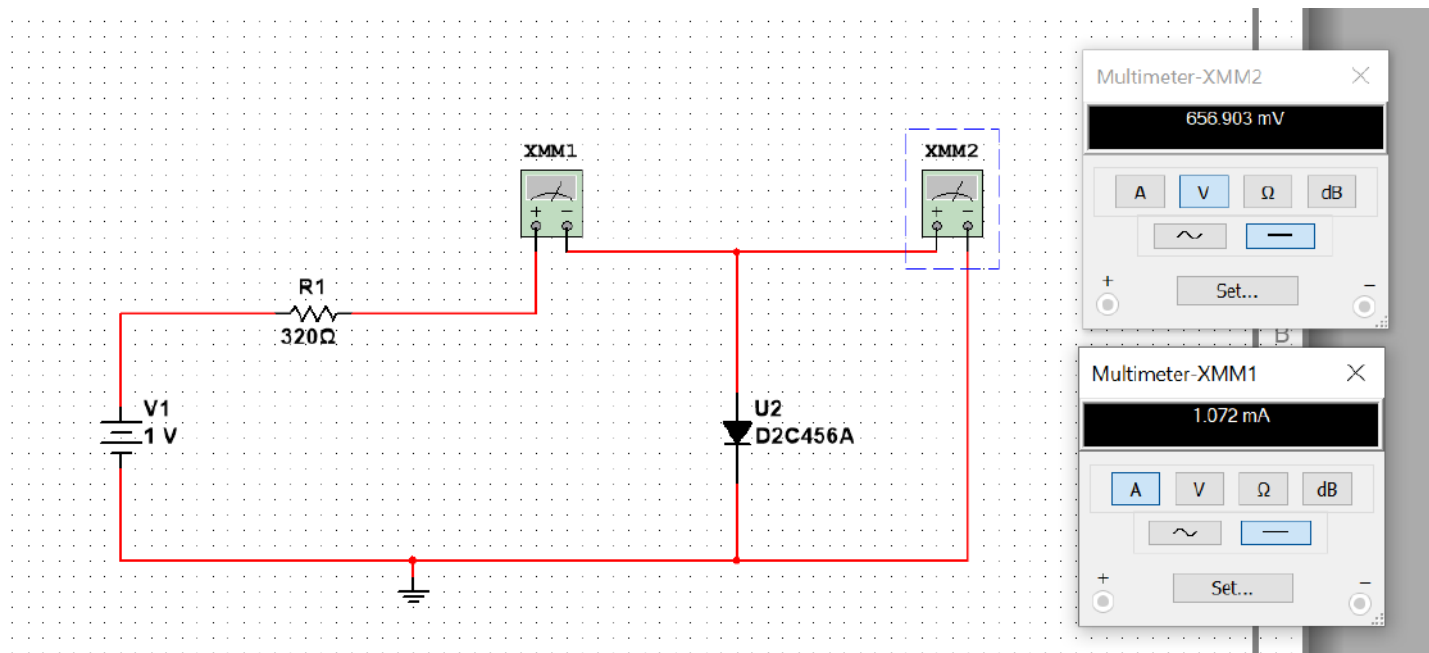 XMM1
XMM2
R1
320Ω
V1
1 V
U2
D2C456A
Multimeter-XMM2
656.903 mV
A V Ω dB
+ Set... –
B
Multimeter-XMM1
1.072 mA
A V Ω dB
+ Set... –